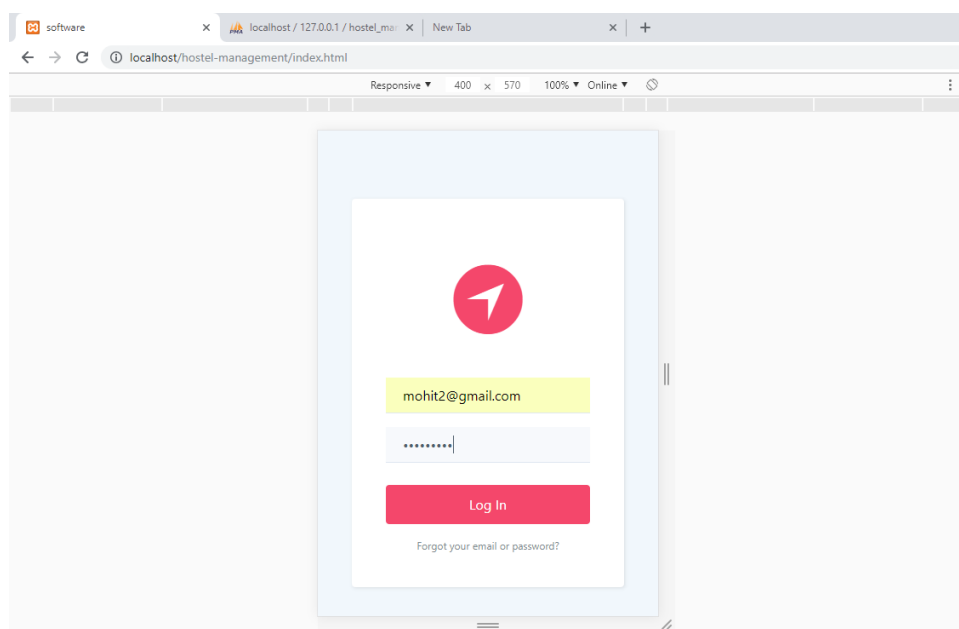 software
localhost / 127.0.0.1 / hostel_mar
New Tab
localhost/hostel-management/index.html
Responsive ▼ 400 x 570 100% ▼ Online ▼
mohit2@gmail.com
•••••••••
Log In
Forgot your email or password?